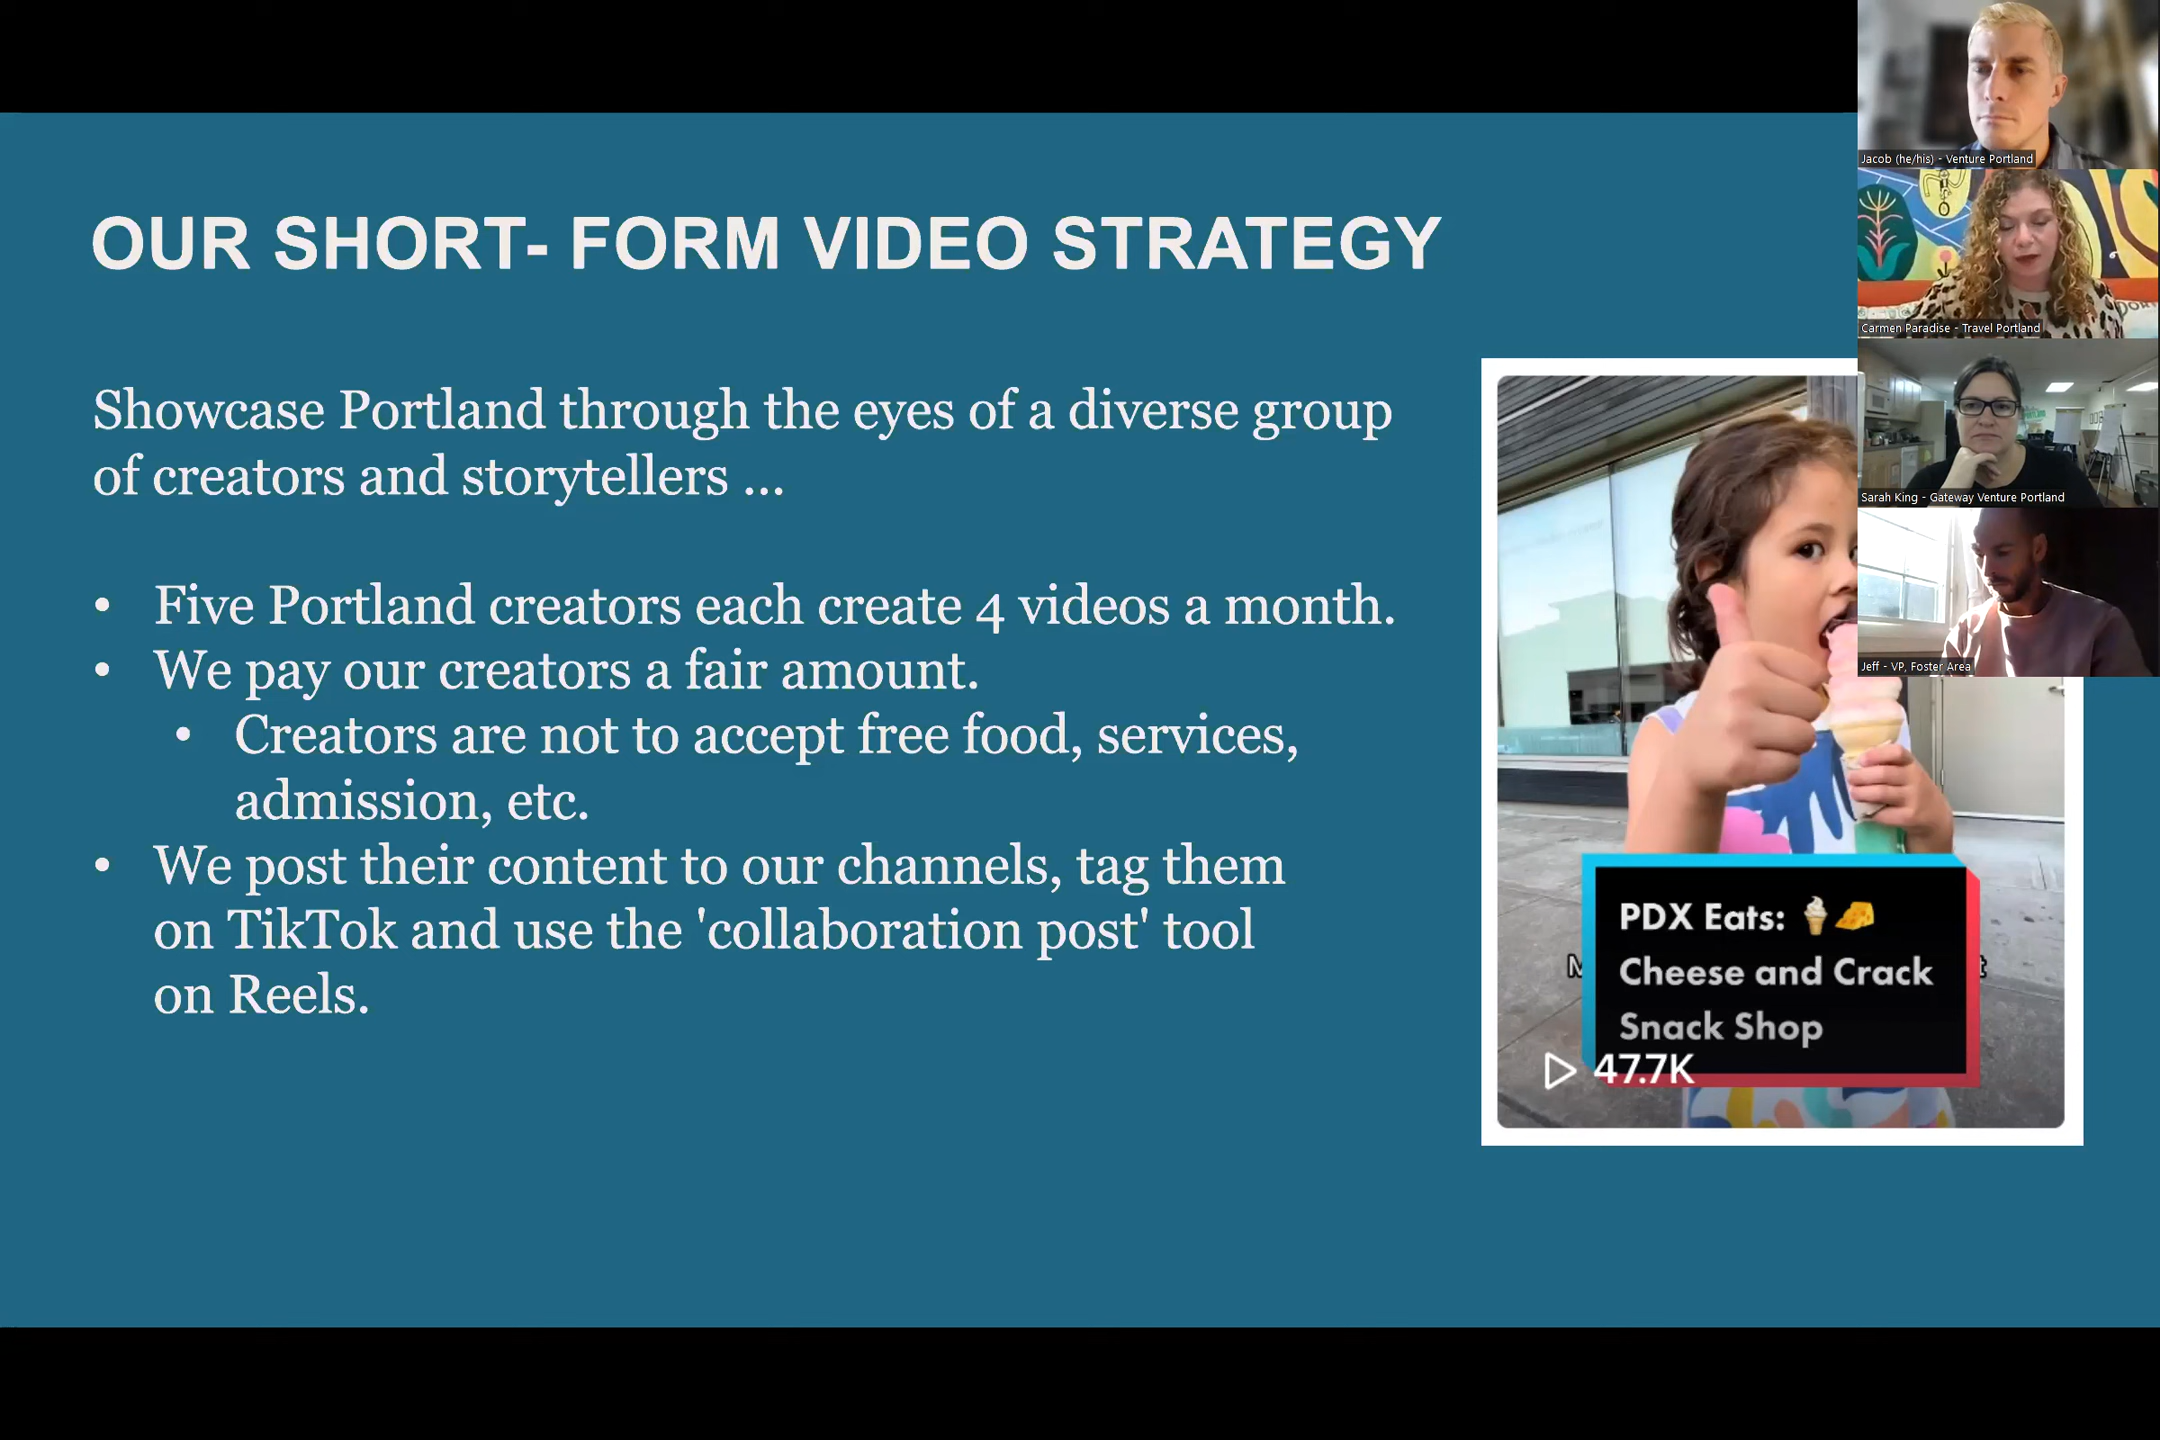 OUR SHORT- FORM VIDEO STRATEGY
Showcase Portland through the eyes of a diverse group
of creators and storytellers ...
• Five Portland creators each create 4 videos a month.
• We pay our creators a fair amount.
• Creators are not to accept free food, services,
admission, etc.
• We post their content to our channels, tag them
on TikTok and use the 'collaboration post' tool
on Reels.
PDX Eats: 🍦🧀
Cheese and Crack
Snack Shop
47.7K
Jacob (he/his) - Venture Portland
Carmen Paradise - Travel Portland
Sarah King - Gateway Venture Portland
Jeff - VP, Foster Area